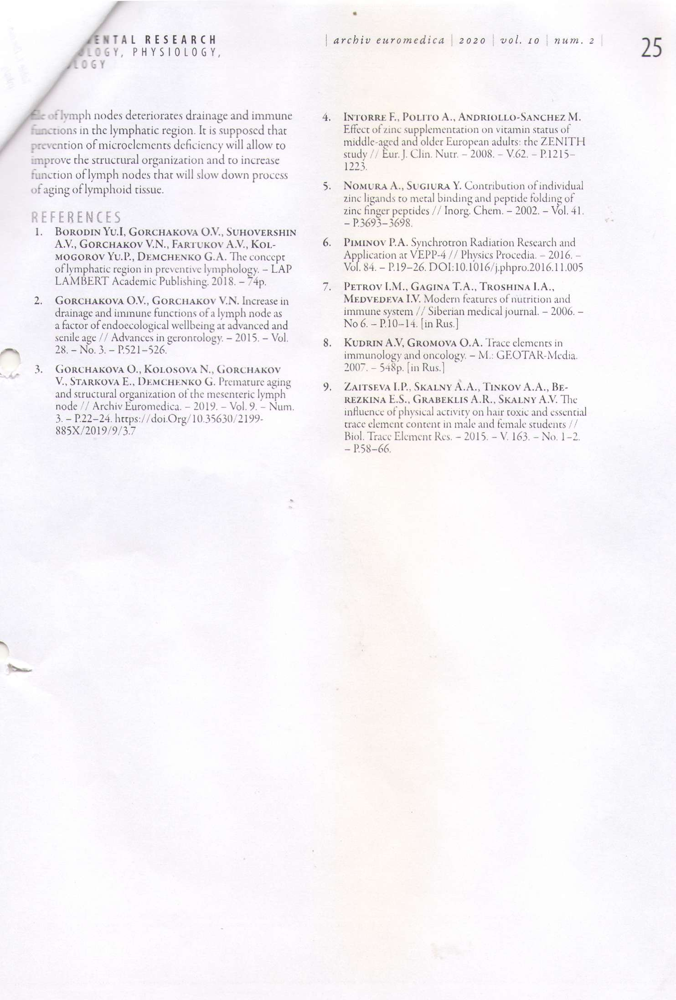 RESEARCH
PHYSIOLOGY,
| archiv euromedica | 2020 | vol. 10 | num. 2 |
25
of lymph nodes deteriorates drainage and immune
functions in the lymphatic region. It is supposed that
prevention of microelements deficiency will allow to
improve the structural organization and to increase
function of lymph nodes that will slow down process
of aging of lymphoid tissue.
REFERENCES
1. Borodin Yu.I, Gorchakova O.V., Suhovershin
A.V., Gorchakov V.N., Fartukov A.V., Kol-
mogorov Yu.P., Demchenko G.A. The concept
of lymphatic region in preventive lymphology. – LAP
LAMBERT Academic Publishing. 2018. – 74p.
2. Gorchakova O.V., Gorchakov V.N. Increase in
drainage and immune functions of a lymph node as
a factor of endoecological wellbeing at advanced and
senile age // Advances in gerontology. – 2015. – Vol.
28. – No. 3. – P.521–526.
3. Gorchakova O., Kolosova N., Gorchakov
V., Starkova E., Demchenko G. Premature aging
and structural organization of the mesenteric lymph
node // Archiv Euromedica. – 2019. – Vol. 9. – Num.
3. – P.22–24. https://doi.Org/10.35630/2199-
885X/2019/9/3.7
4. Intorre F., Polito A., Andriollo-Sanchez M.
Effect of zinc supplementation on vitamin status of
middle-aged and older European adults: the ZENITH
study // Eur. J. Clin. Nutr. – 2008. – V.62. – P.1215–
1223.
5. Nomura A., Sugiura Y. Contribution of individual
zinc ligands to metal binding and peptide folding of
zinc finger peptides // Inorg. Chem. – 2002. – Vol. 41.
– P.3693–3698.
6. Piminov P.A. Synchrotron Radiation Research and
Application at VEPP-4 // Physics Procedia. – 2016. –
Vol. 84. – P.19–26. DOI:10.1016/j.phpro.2016.11.005
7. Petrov I.M., Gagina T.A., Troshina I.A.,
Medvedeva I.V. Modern features of nutrition and
immune system // Siberian medical journal. – 2006. –
No 6. – P.10–14. [in Rus.]
8. Kudrin A.V, Gromova O.A. Trace elements in
immunology and oncology. – M.: GEOTAR-Media.
2007. – 548p. [in Rus.]
9. Zaitseva I.P., Skalny A.A., Tinkov A.A., Be-
rezkina E.S., Grabeklis A.R., Skalny A.V. The
influence of physical activity on hair toxic and essential
trace element content in male and female students //
Biol. Trace Element Res. – 2015. – V. 163. – No. 1–2.
– P.58–66.